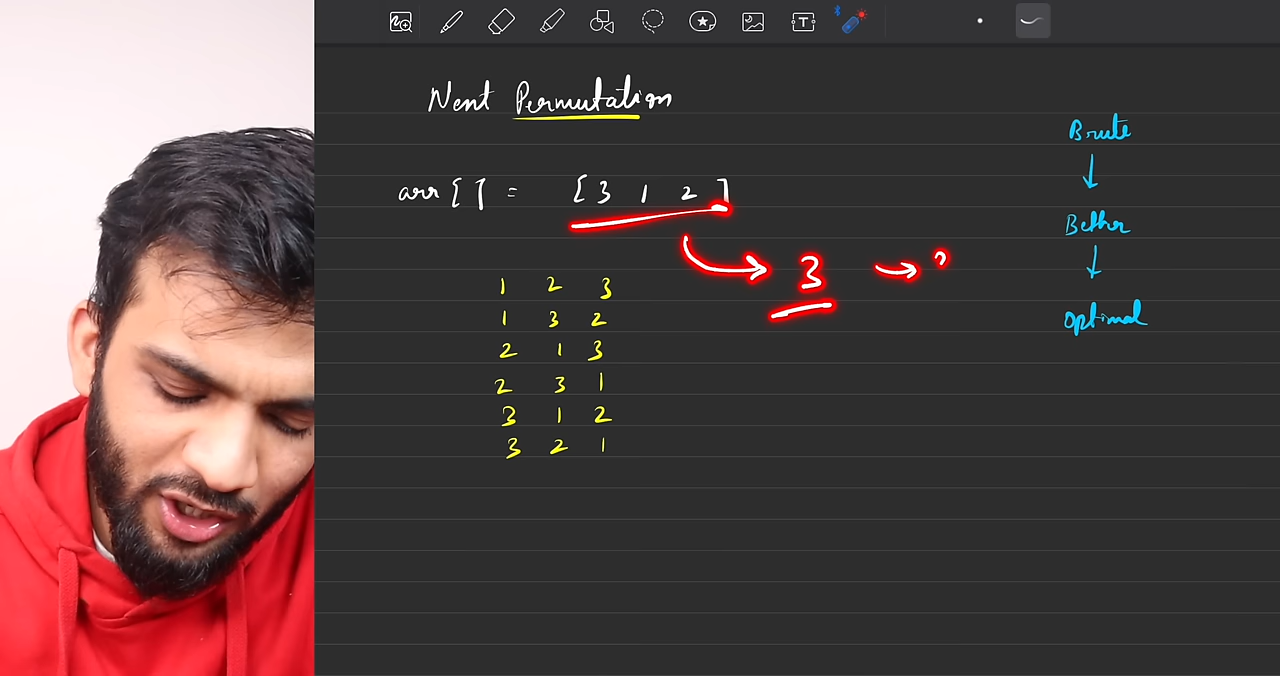 Next Permutation
arr[] = [3 1 2]
3 → ?
1 2 3
1 3 2
2 1 3
2 3 1
3 1 2
3 2 1
Brute
↓
Better
↓
Optimal
T